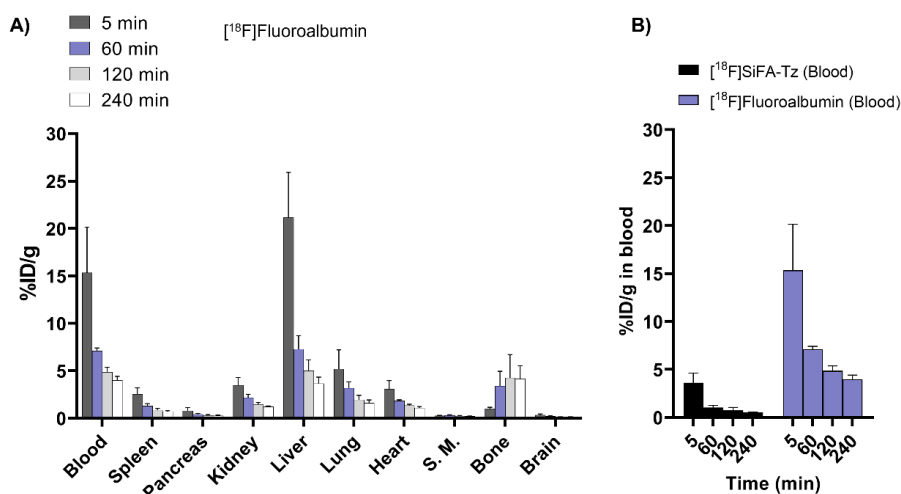 A)
5 min
60 min
120 min
240 min
[¹⁸F]Fluoroalbumin
30
25
20
15
10
5
0
%ID/g
Blood
Spleen
Pancreas
Kidney
Liver
Lung
Heart
S. M.
Bone
Brain
B)
[¹⁸F]SiFA-Tz (Blood)
[¹⁸F]Fluoroalbumin (Blood)
30
25
20
15
10
5
0
%ID/g in blood
5
60
120
240
5
60
120
240
Time (min)